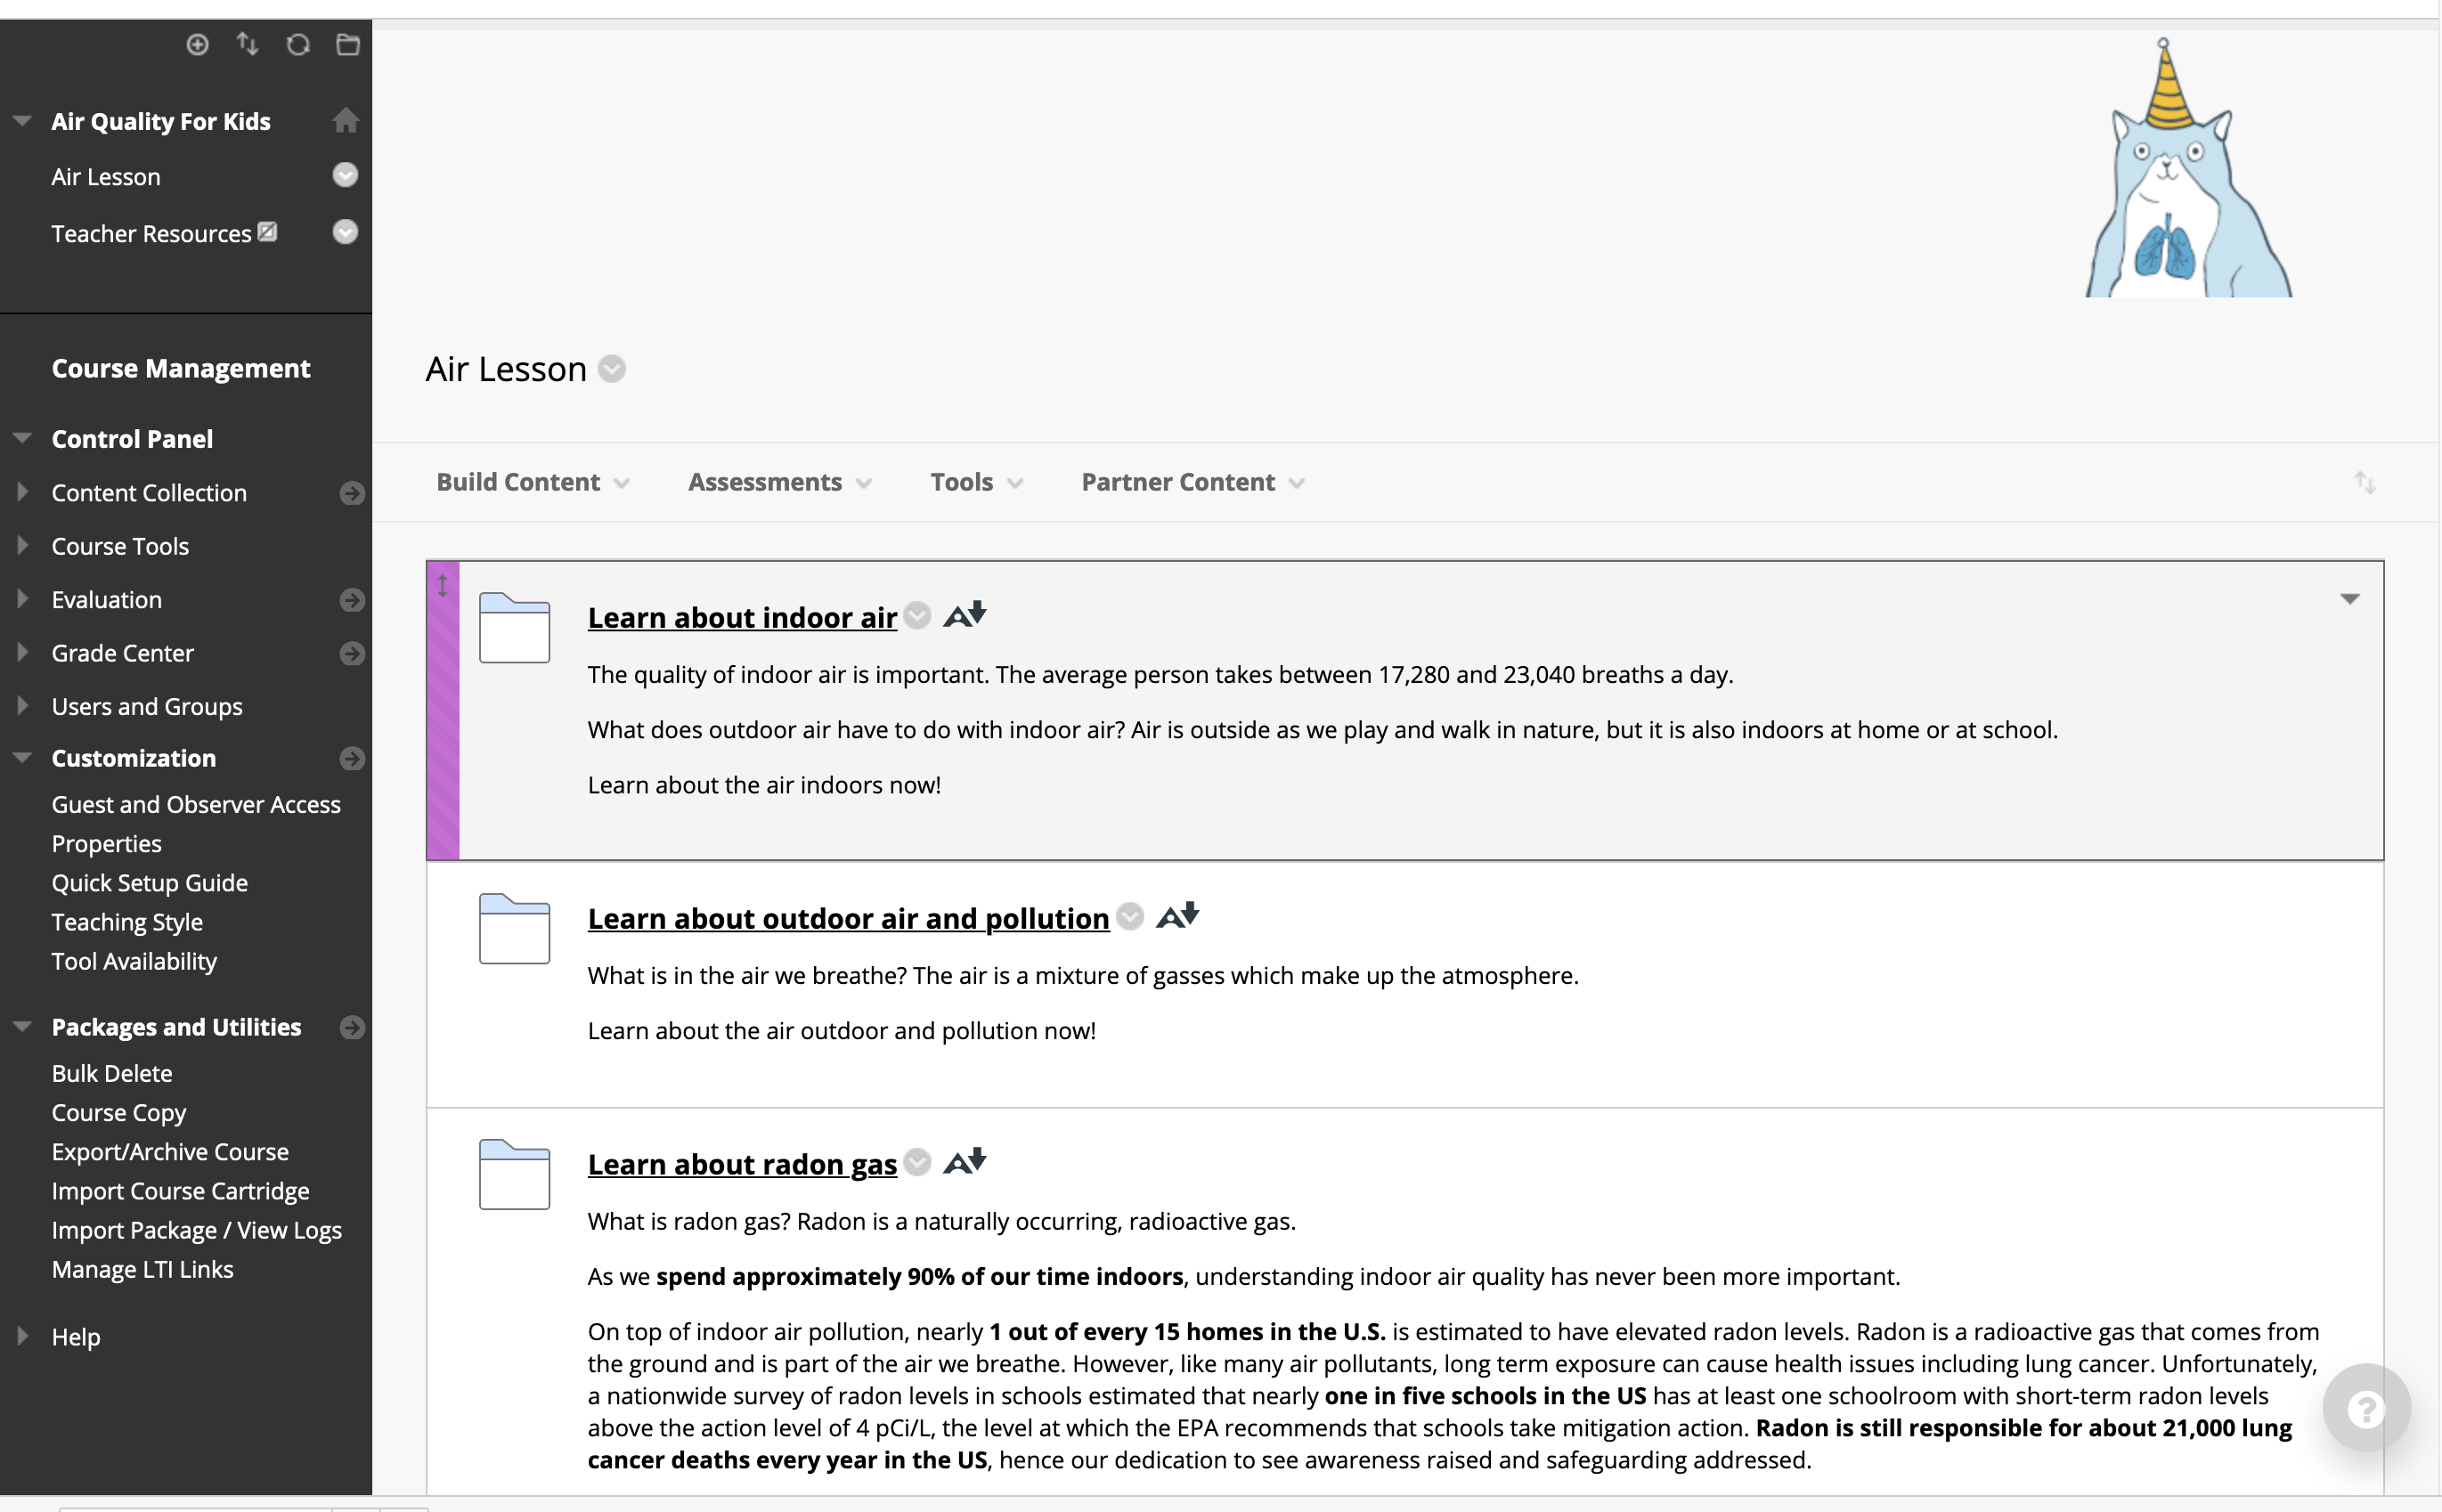 Air Quality For Kids
Air Lesson
Teacher Resources
Course Management
Control Panel
Content Collection
Course Tools
Evaluation
Grade Center
Users and Groups
Customization
Guest and Observer Access
Properties
Quick Setup Guide
Teaching Style
Tool Availability
Packages and Utilities
Bulk Delete
Course Copy
Export/Archive Course
Import Course Cartridge
Import Package / View Logs
Manage LTI Links
Help
Air Lesson
Build Content Assessments Tools Partner Content
Learn about indoor air
The quality of indoor air is important. The average person takes between 17,280 and 23,040 breaths a day.
What does outdoor air have to do with indoor air? Air is outside as we play and walk in nature, but it is also indoors at home or at school.
Learn about the air indoors now!
Learn about outdoor air and pollution
What is in the air we breathe? The air is a mixture of gasses which make up the atmosphere.
Learn about the air outdoor and pollution now!
Learn about radon gas
What is radon gas? Radon is a naturally occurring, radioactive gas.
As we spend approximately 90% of our time indoors, understanding indoor air quality has never been more important.
On top of indoor air pollution, nearly 1 out of every 15 homes in the U.S. is estimated to have elevated radon levels. Radon is a radioactive gas that comes from
the ground and is part of the air we breathe. However, like many air pollutants, long term exposure can cause health issues including lung cancer. Unfortunately,
a nationwide survey of radon levels in schools estimated that nearly one in five schools in the US has at least one schoolroom with short-term radon levels
above the action level of 4 pCi/L, the level at which the EPA recommends that schools take mitigation action. Radon is still responsible for about 21,000 lung
cancer deaths every year in the US, hence our dedication to see awareness raised and safeguarding addressed.
?